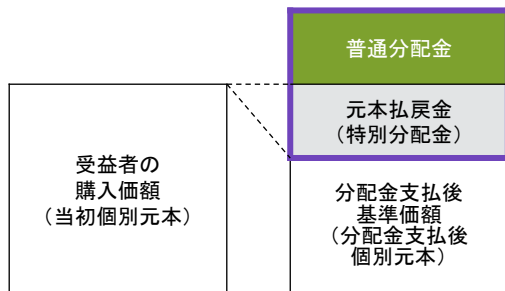 普通分配金
元本払戻金
（特別分配金）
受益者の
購入価額
（当初個別元本）
分配金支払後
基準価額
（分配金支払後
個別元本）